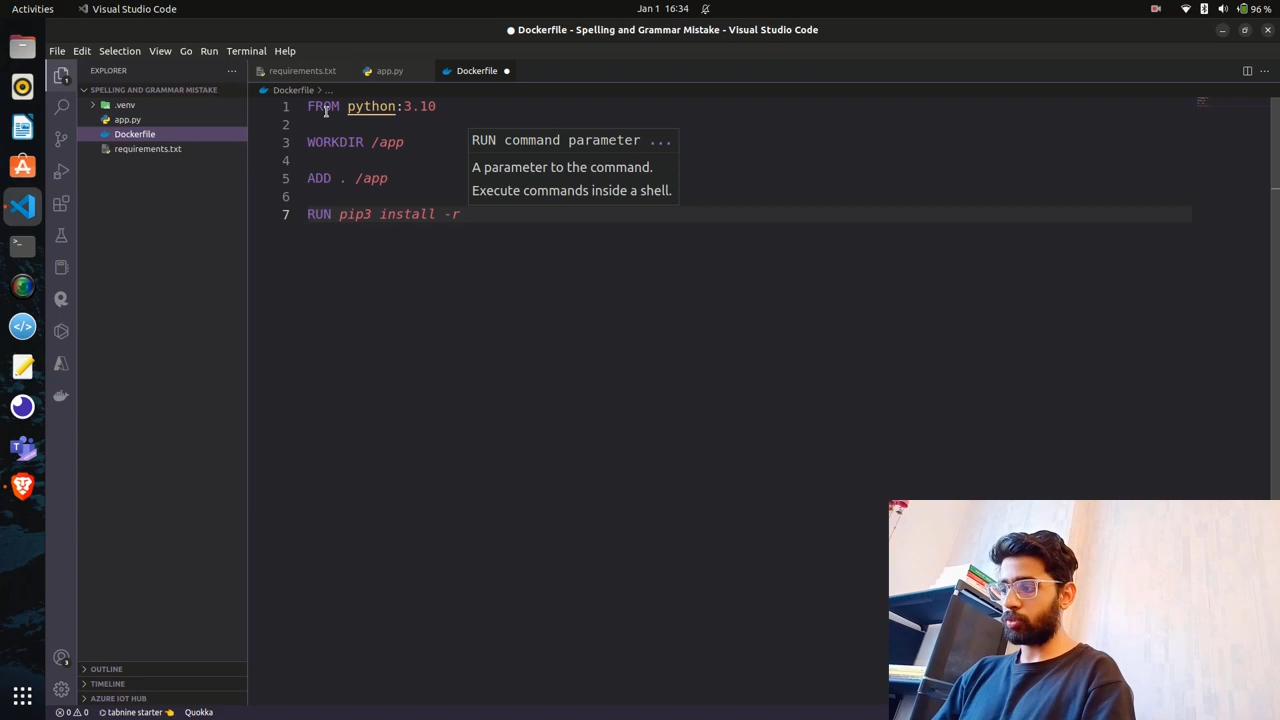 Activities
Visual Studio Code
Jan 1 16:34
96 %
Dockerfile - Spelling and Grammar Mistake - Visual Studio Code
File Edit Selection View Go Run Terminal Help
EXPLORER
requirements.txt
app.py
Dockerfile
SPELLING AND GRAMMAR MISTAKE
.venv
app.py
Dockerfile
requirements.txt
Dockerfile > ...
1 FROM python:3.10
2
3 WORKDIR /app
4
5 ADD . /app
6
7 RUN pip3 install -r
RUN command parameter ...
A parameter to the command.
Execute commands inside a shell.
OUTLINE
TIMELINE
AZURE IOT HUB
0 0 tabnine starter Quokka